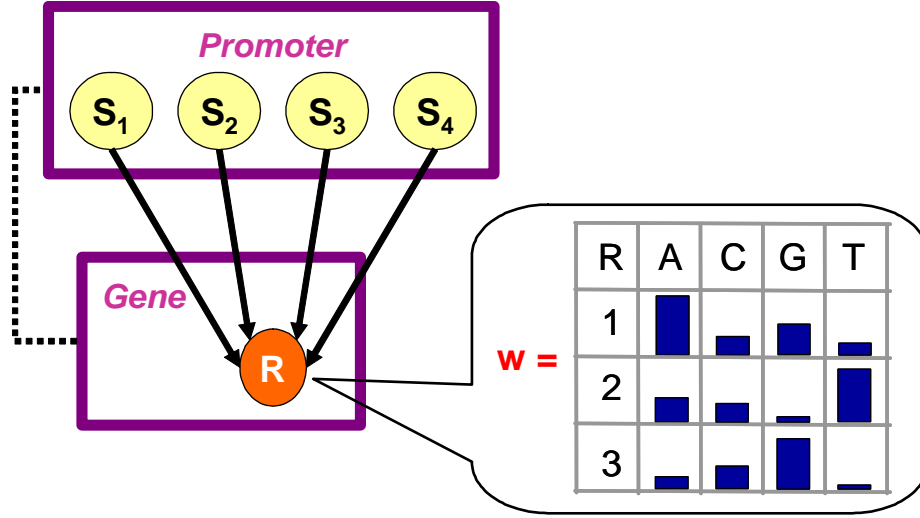 Promoter
S1 S2 S3 S4
Gene
R
w =
R A C G T
1
2
3